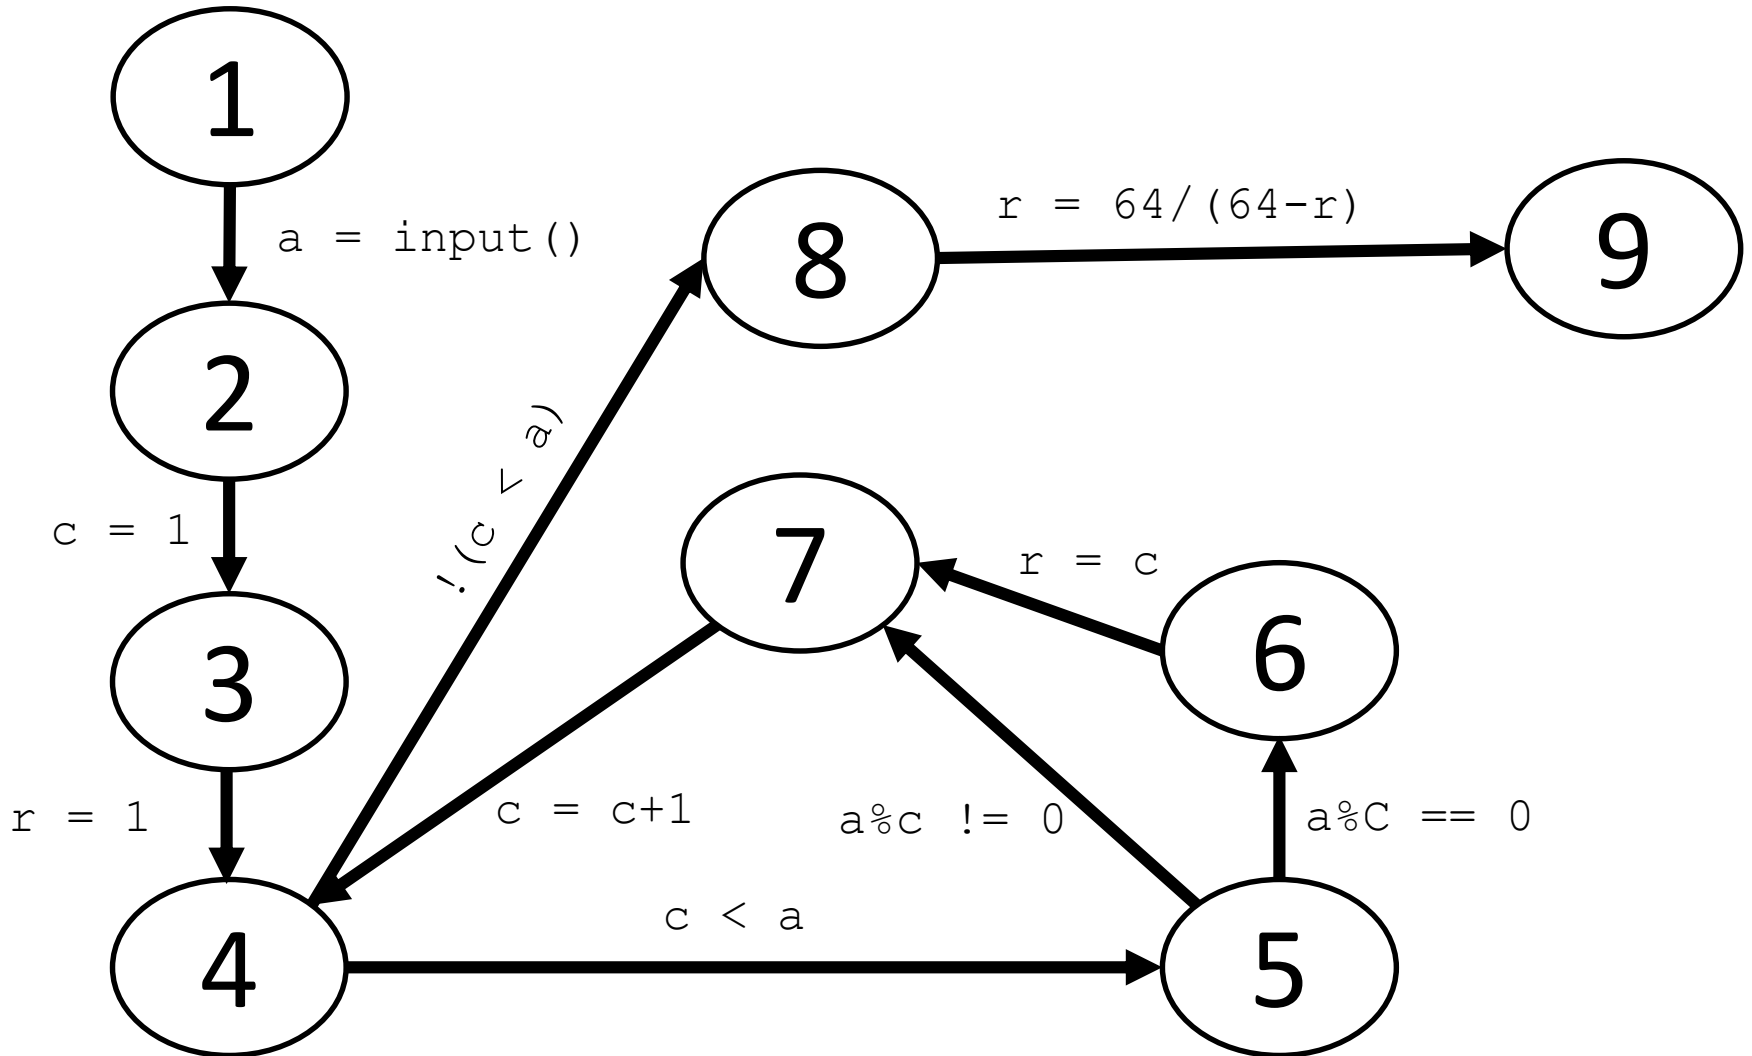 1
a = input()
2
c = 1
3
r = 1
4
!(c < a)
8
r = 64/(64-r)
9
7
r = c
6
c = c+1
a%c != 0
a%C == 0
c < a
5